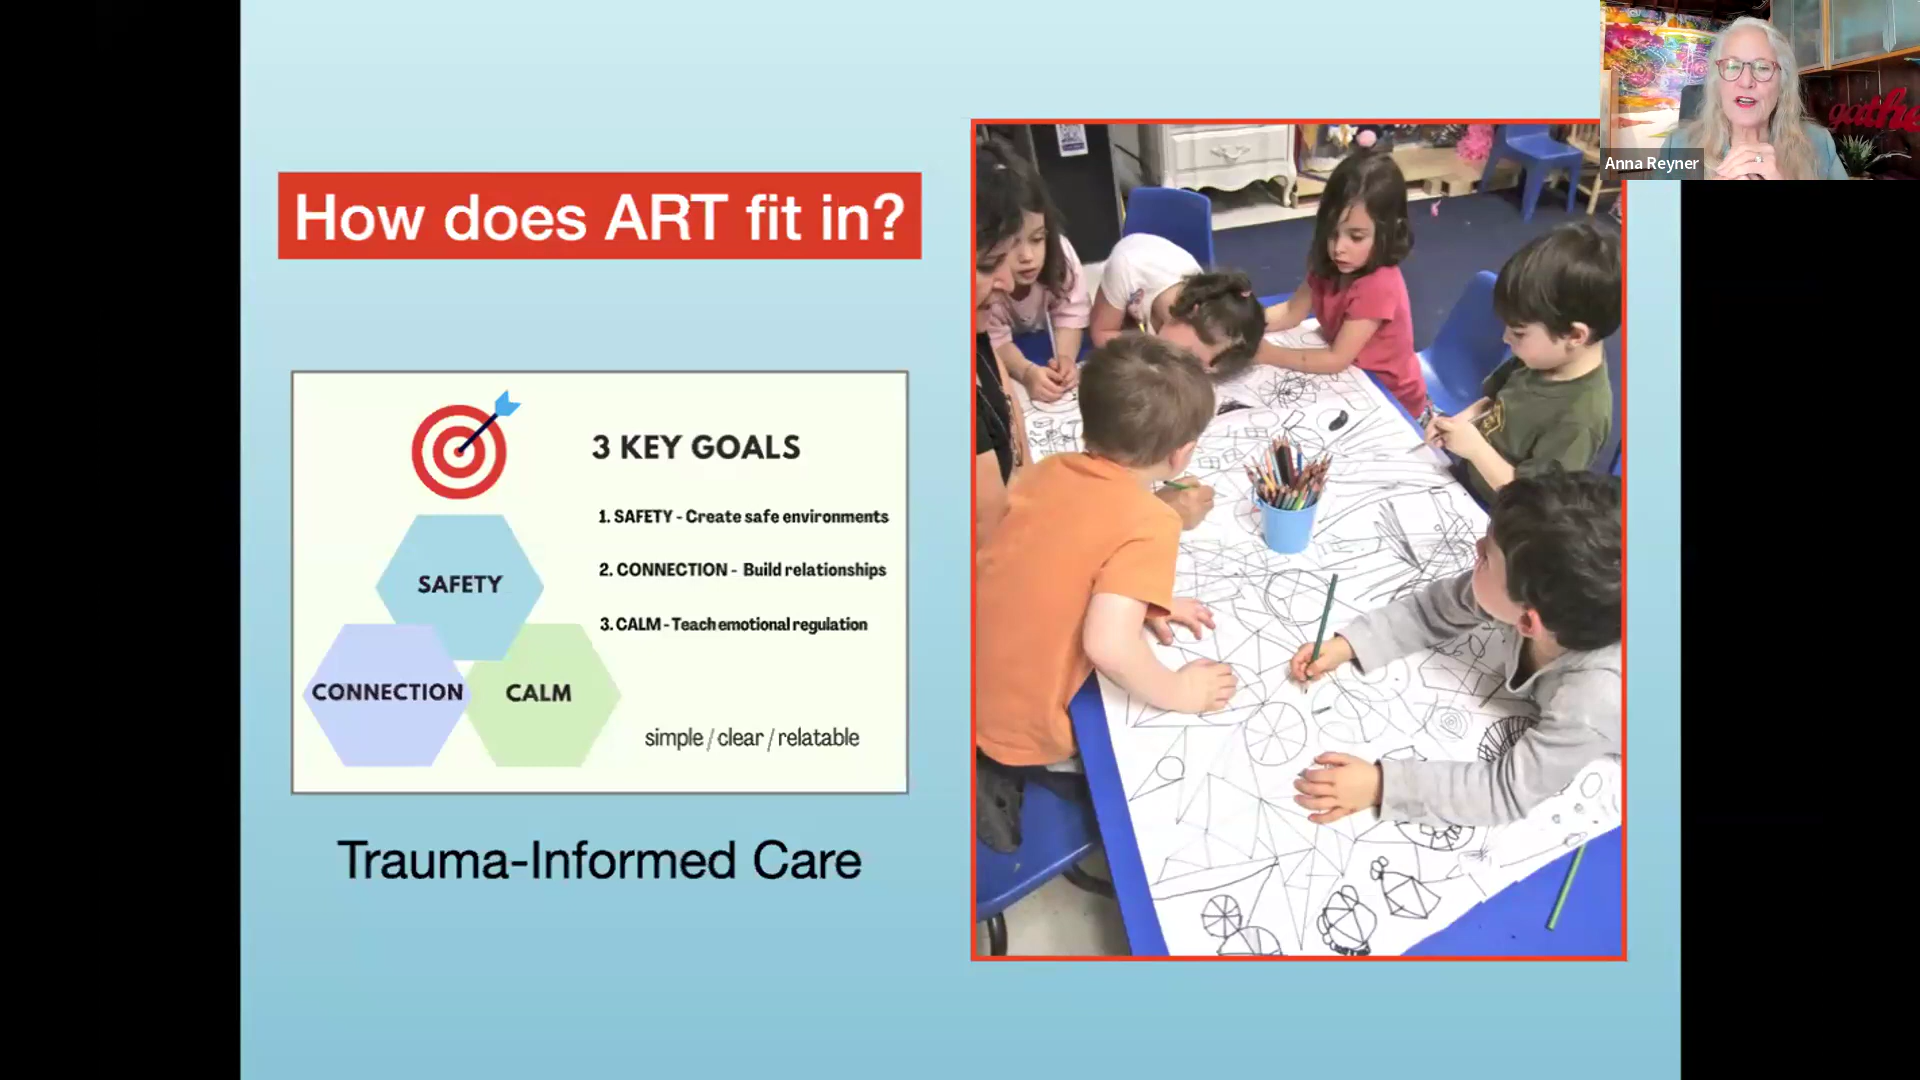 How does ART fit in?
3 KEY GOALS
1. SAFETY - Create safe environments
2. CONNECTION - Build relationships
3. CALM - Teach emotional regulation
SAFETY
CONNECTION
CALM
simple / clear / relatable
Trauma-Informed Care
Anna Reyner